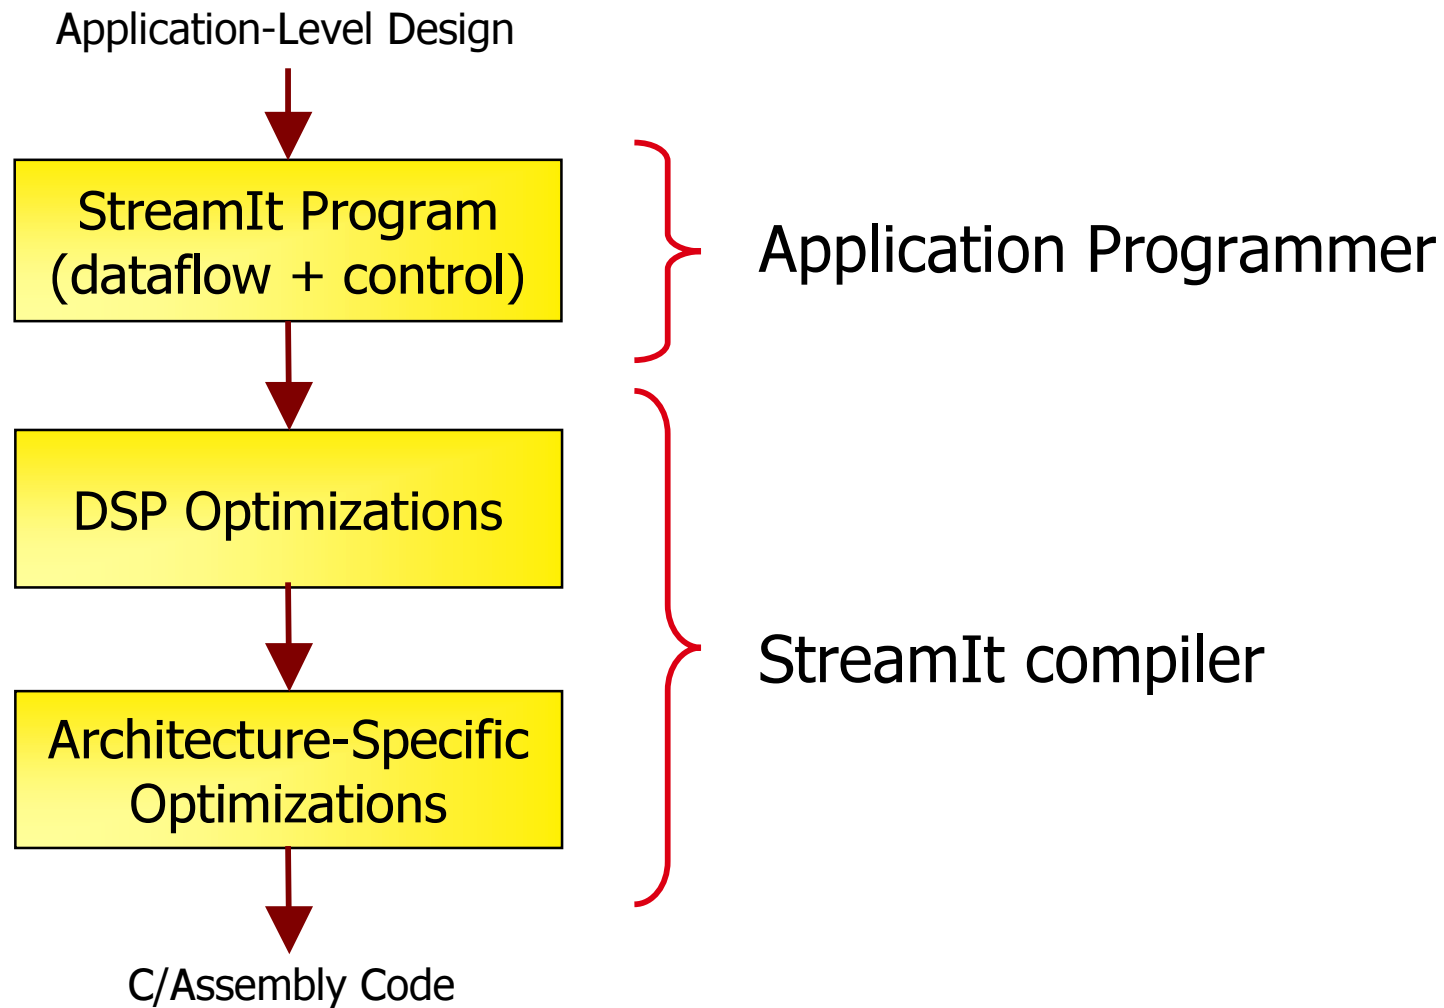 Application-Level Design
StreamIt Program
(dataflow + control)
Application Programmer
DSP Optimizations
StreamIt compiler
Architecture-Specific
Optimizations
C/Assembly Code